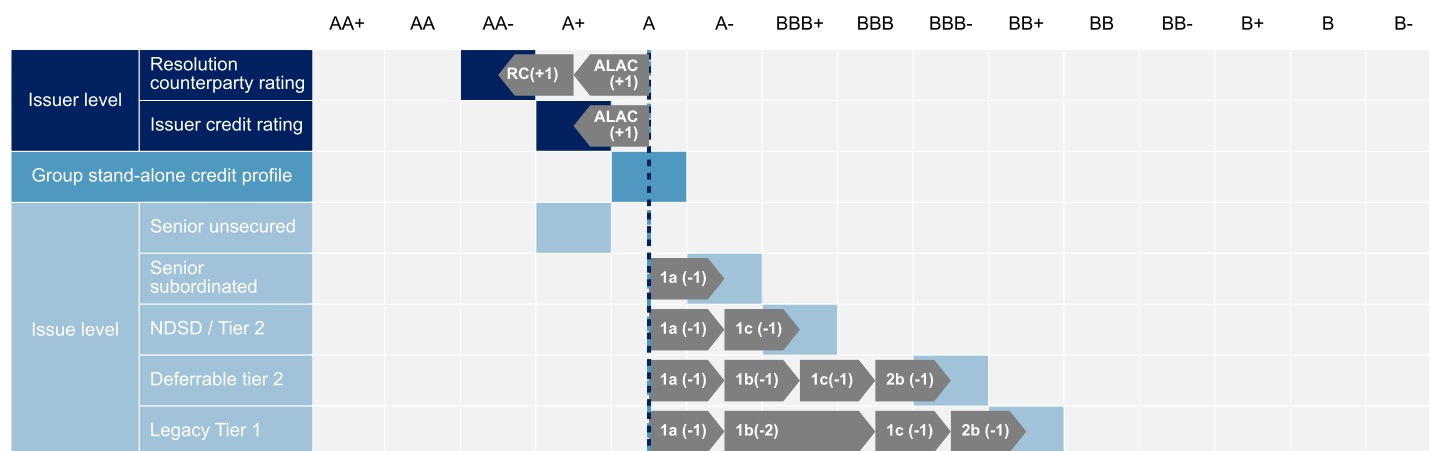 AA+ AA AA- A+ A A- BBB+ BBB BBB- BB+ BB BB- B+ B B-
Issuer level
Resolution
counterparty rating
RC(+1)
ALAC
(+1)
Issuer credit rating
ALAC
(+1)
Group stand-alone credit profile
Issue level
Senior unsecured
Senior
subordinated
1a (-1)
NDSD / Tier 2
1a (-1) 1c (-1)
Deferrable tier 2
1a (-1) 1b(-1) 1c(-1) 2b (-1)
Legacy Tier 1
1a (-1) 1b(-2) 1c (-1) 2b (-1)